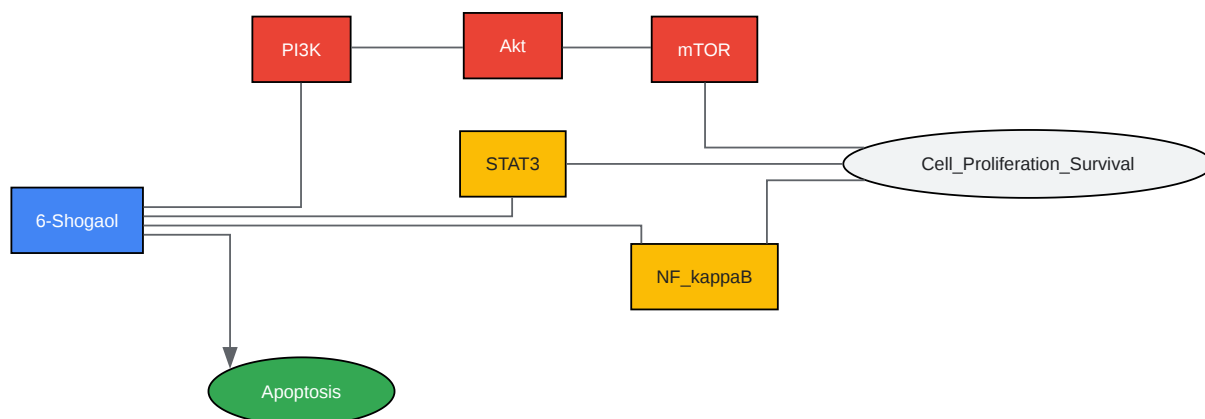 PI3K
Akt
mTOR
STAT3
Cell_Proliferation_Survival
6-Shogaol
NF_kappaB
Apoptosis